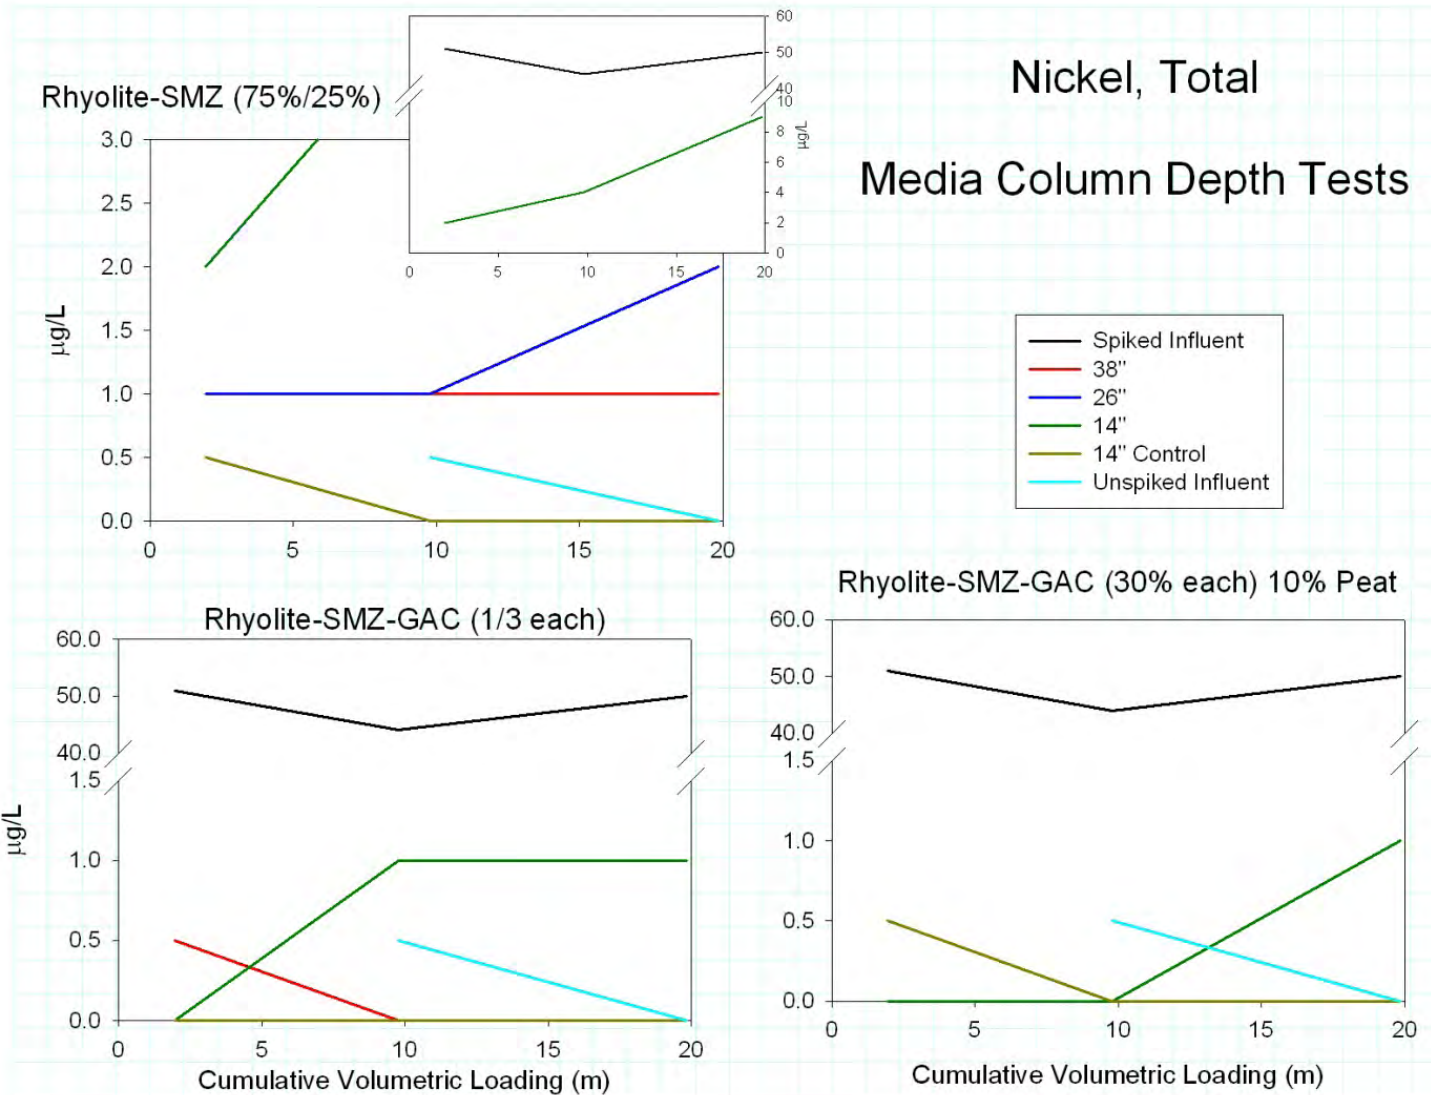 Nickel, Total
Media Column Depth Tests
Rhyolite-SMZ (75%/25%)
3.0
2.5
2.0
1.5
1.0
0.5
0.0
µg/L
0 5 10 15 20
60
50
40
10
8
6
4
2
0
µg/L
0 5 10 15 20
Spiked Influent
38"
26"
14"
14" Control
Unspiked Influent
Rhyolite-SMZ-GAC (1/3 each)
60.0
50.0
40.0
1.5
1.0
0.5
0.0
µg/L
0 5 10 15 20
Cumulative Volumetric Loading (m)
Rhyolite-SMZ-GAC (30% each) 10% Peat
60.0
50.0
40.0
1.5
1.0
0.5
0.0
0 5 10 15 20
Cumulative Volumetric Loading (m)